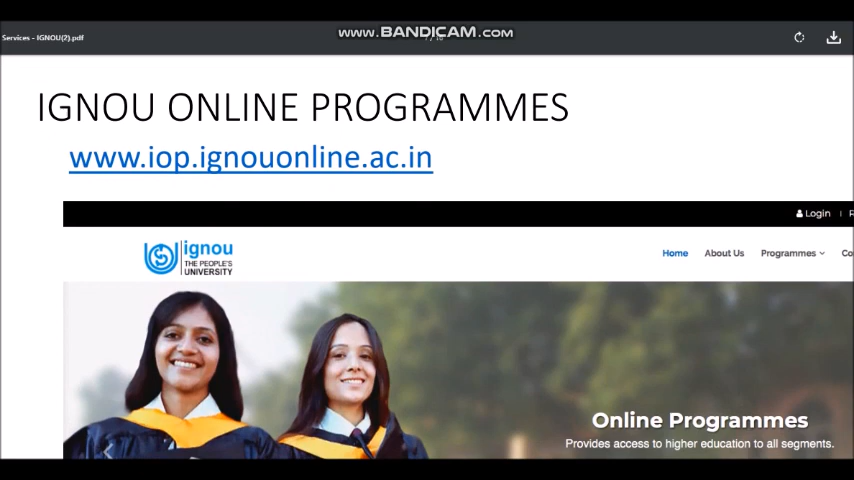 www.BANDICAM.com
Services - IGNOU(2).pdf
IGNOU ONLINE PROGRAMMES
www.iop.ignouonline.ac.in
Login
ignou
THE PEOPLE'S
UNIVERSITY
Home About Us Programmes Co
Online Programmes
Provides access to higher education to all segments.